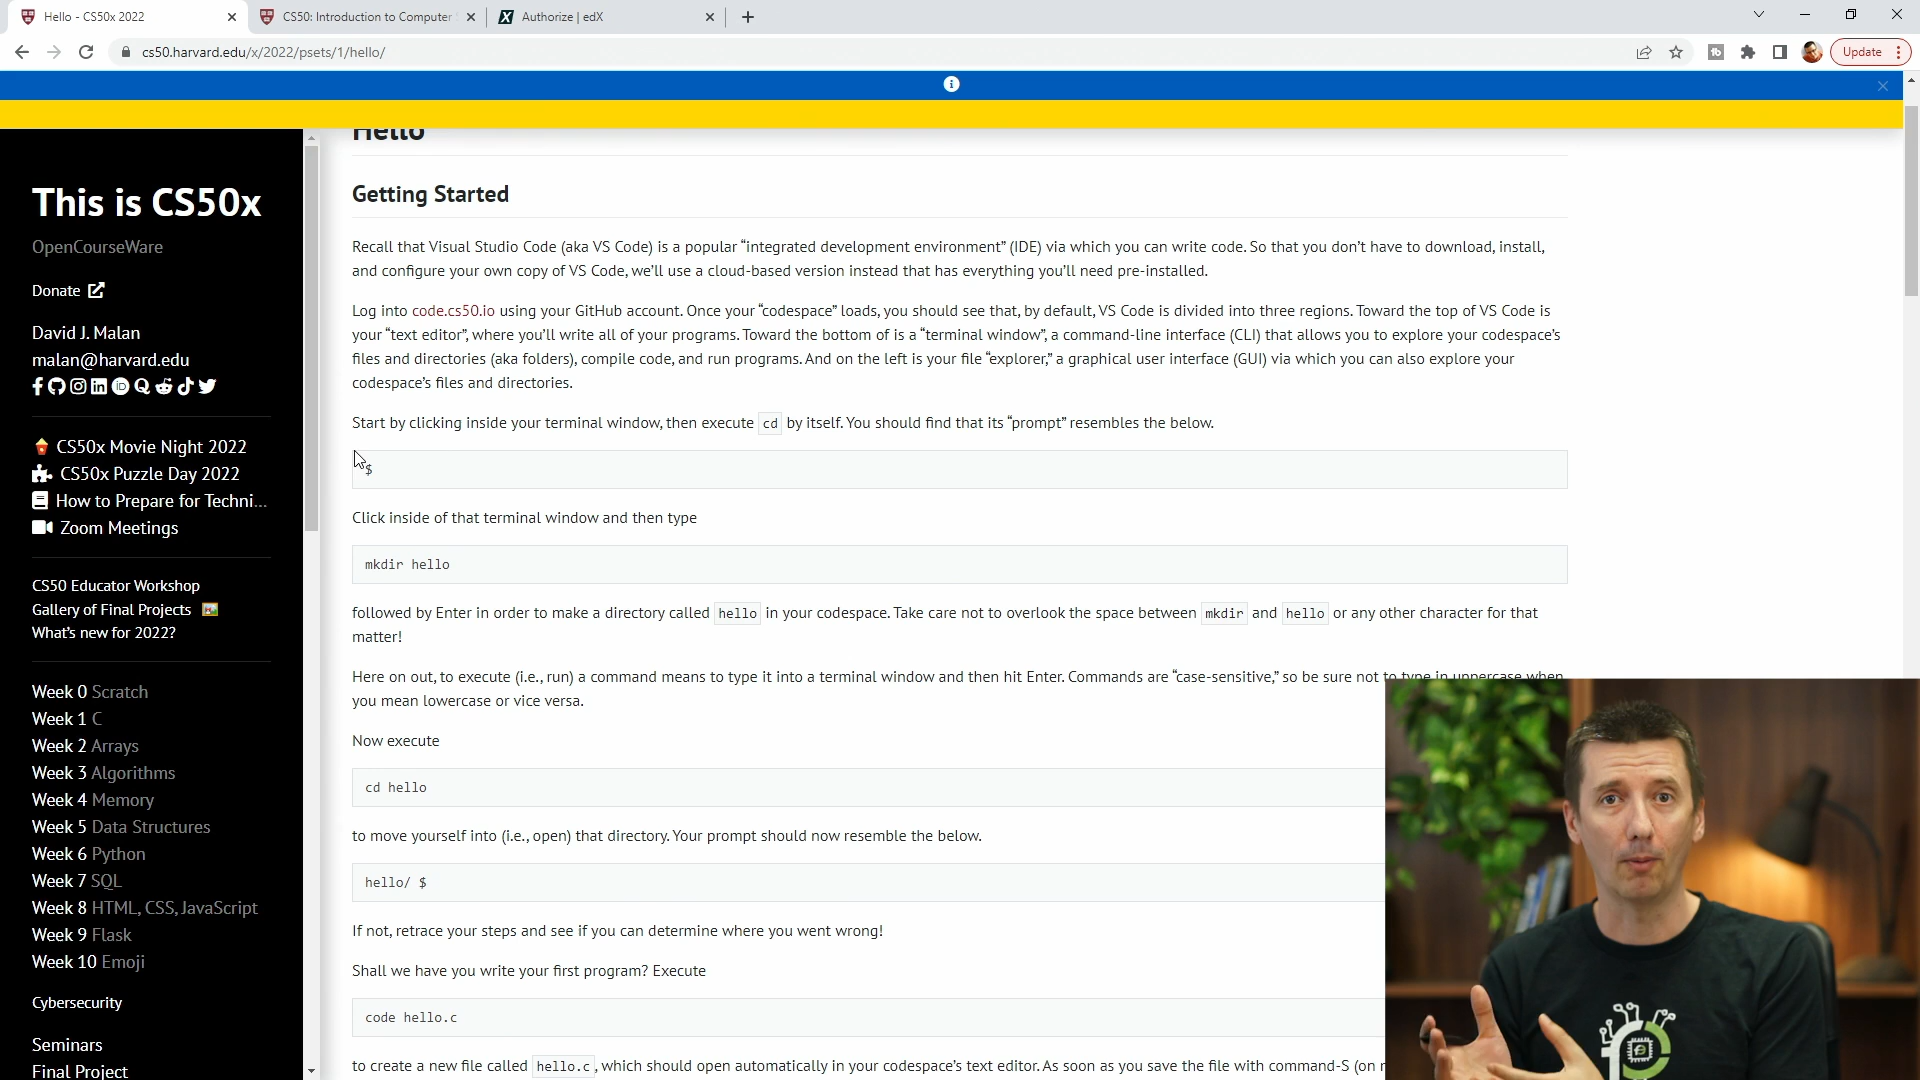 Hello - CS50x 2022
CS50: Introduction to Computer
Authorize | edX
cs50.harvard.edu/x/2022/psets/1/hello/
Update
This is CS50x
OpenCourseWare
Donate
David J. Malan
malan@harvard.edu
CS50x Movie Night 2022
CS50x Puzzle Day 2022
How to Prepare for Techni...
Zoom Meetings
CS50 Educator Workshop
Gallery of Final Projects
What's new for 2022?
Week 0 Scratch
Week 1 C
Week 2 Arrays
Week 3 Algorithms
Week 4 Memory
Week 5 Data Structures
Week 6 Python
Week 7 SQL
Week 8 HTML, CSS, JavaScript
Week 9 Flask
Week 10 Emoji
Cybersecurity
Seminars
Final Project
Hello
Getting Started
Recall that Visual Studio Code (aka VS Code) is a popular “integrated development environment” (IDE) via which you can write code. So that you don’t have to download, install,
and configure your own copy of VS Code, we’ll use a cloud-based version instead that has everything you’ll need pre-installed.
Log into code.cs50.io using your GitHub account. Once your “codespace” loads, you should see that, by default, VS Code is divided into three regions. Toward the top of VS Code is
your “text editor”, where you’ll write all of your programs. Toward the bottom of is a “terminal window”, a command-line interface (CLI) that allows you to explore your codespace’s
files and directories (aka folders), compile code, and run programs. And on the left is your file “explorer,” a graphical user interface (GUI) via which you can also explore your
codespace’s files and directories.
Start by clicking inside your terminal window, then execute cd by itself. You should find that its “prompt” resembles the below.
$
Click inside of that terminal window and then type
mkdir hello
followed by Enter in order to make a directory called hello in your codespace. Take care not to overlook the space between mkdir and hello or any other character for that
matter!
Here on out, to execute (i.e., run) a command means to type it into a terminal window and then hit Enter. Commands are “case-sensitive,” so be sure not to type in uppercase when
you mean lowercase or vice versa.
Now execute
cd hello
to move yourself into (i.e., open) that directory. Your prompt should now resemble the below.
hello/ $
If not, retrace your steps and see if you can determine where you went wrong!
Shall we have you write your first program? Execute
code hello.c
to create a new file called hello.c, which should open automatically in your codespace’s text editor. As soon as you save the file with command-S (on